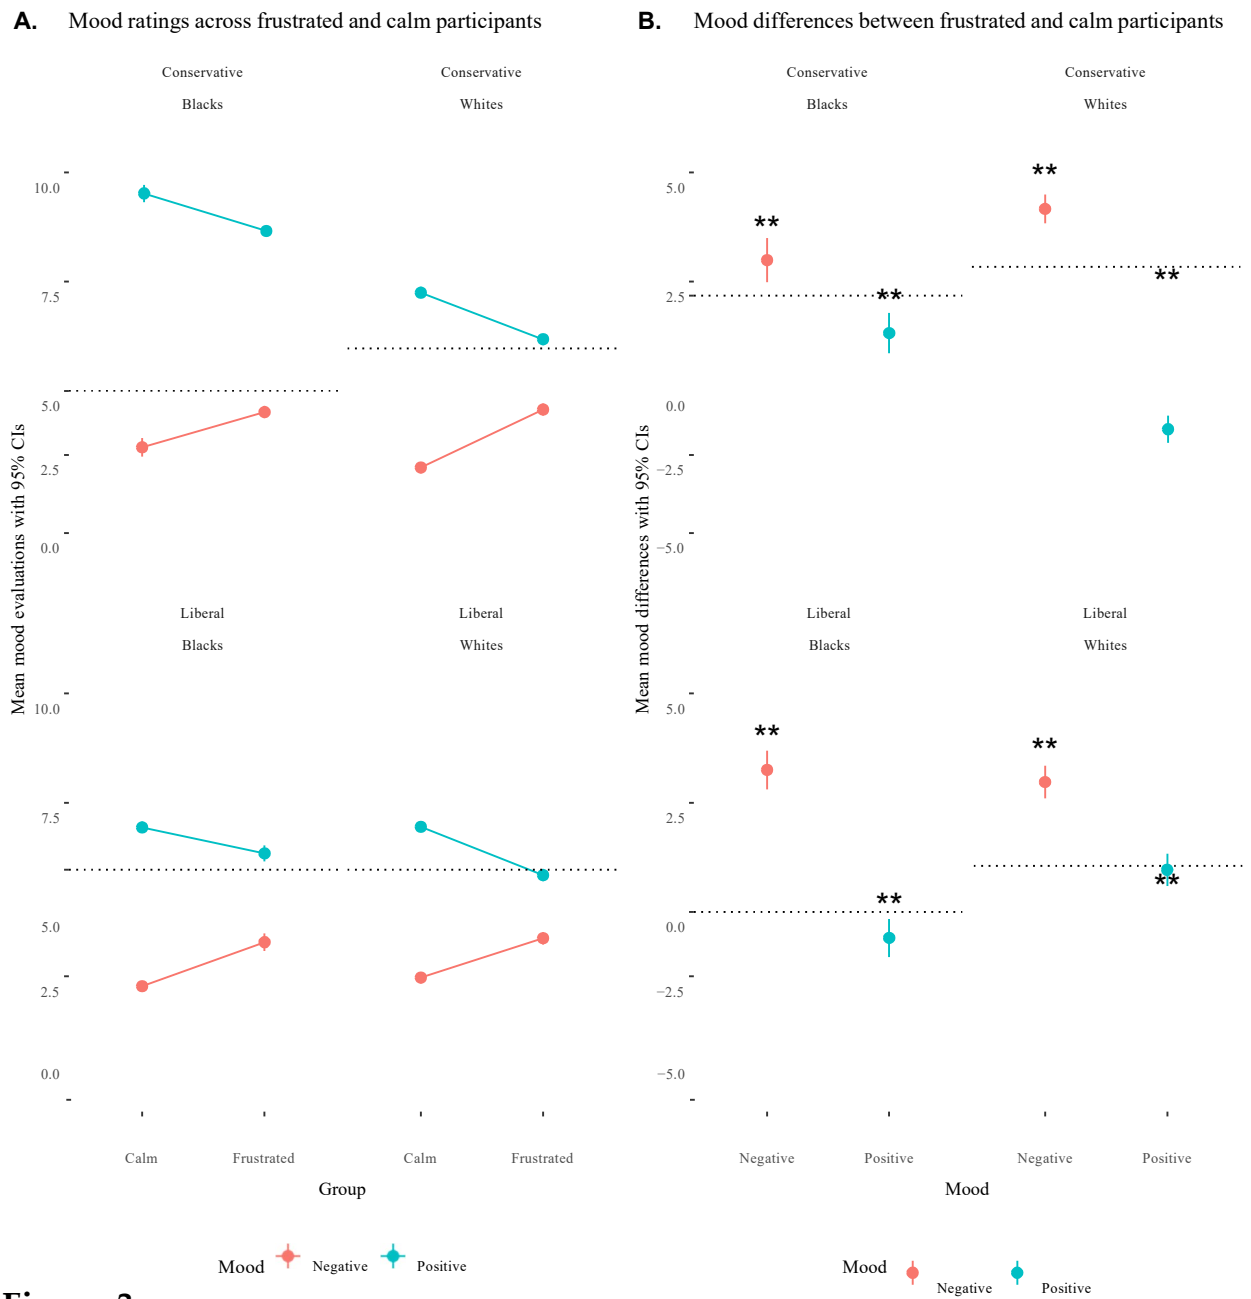 A. Mood ratings across frustrated and calm participants
Conservative Conservative
Blacks Whites
10.0
7.5
5.0
2.5
0.0
Mean mood evaluations with 95% CIs
Liberal Liberal
Blacks Whites
10.0
7.5
5.0
2.5
0.0
Calm Frustrated Calm Frustrated
Group
Mood Negative Positive
B. Mood differences between frustrated and calm participants
Conservative Conservative
Blacks Whites
5.0
2.5
0.0
−2.5
−5.0
** ** ** **
Mean mood differences with 95% CIs
Liberal Liberal
Blacks Whites
5.0
2.5
0.0
−2.5
−5.0
** ** ** **
Negative Positive Negative Positive
Mood
Mood Negative Positive